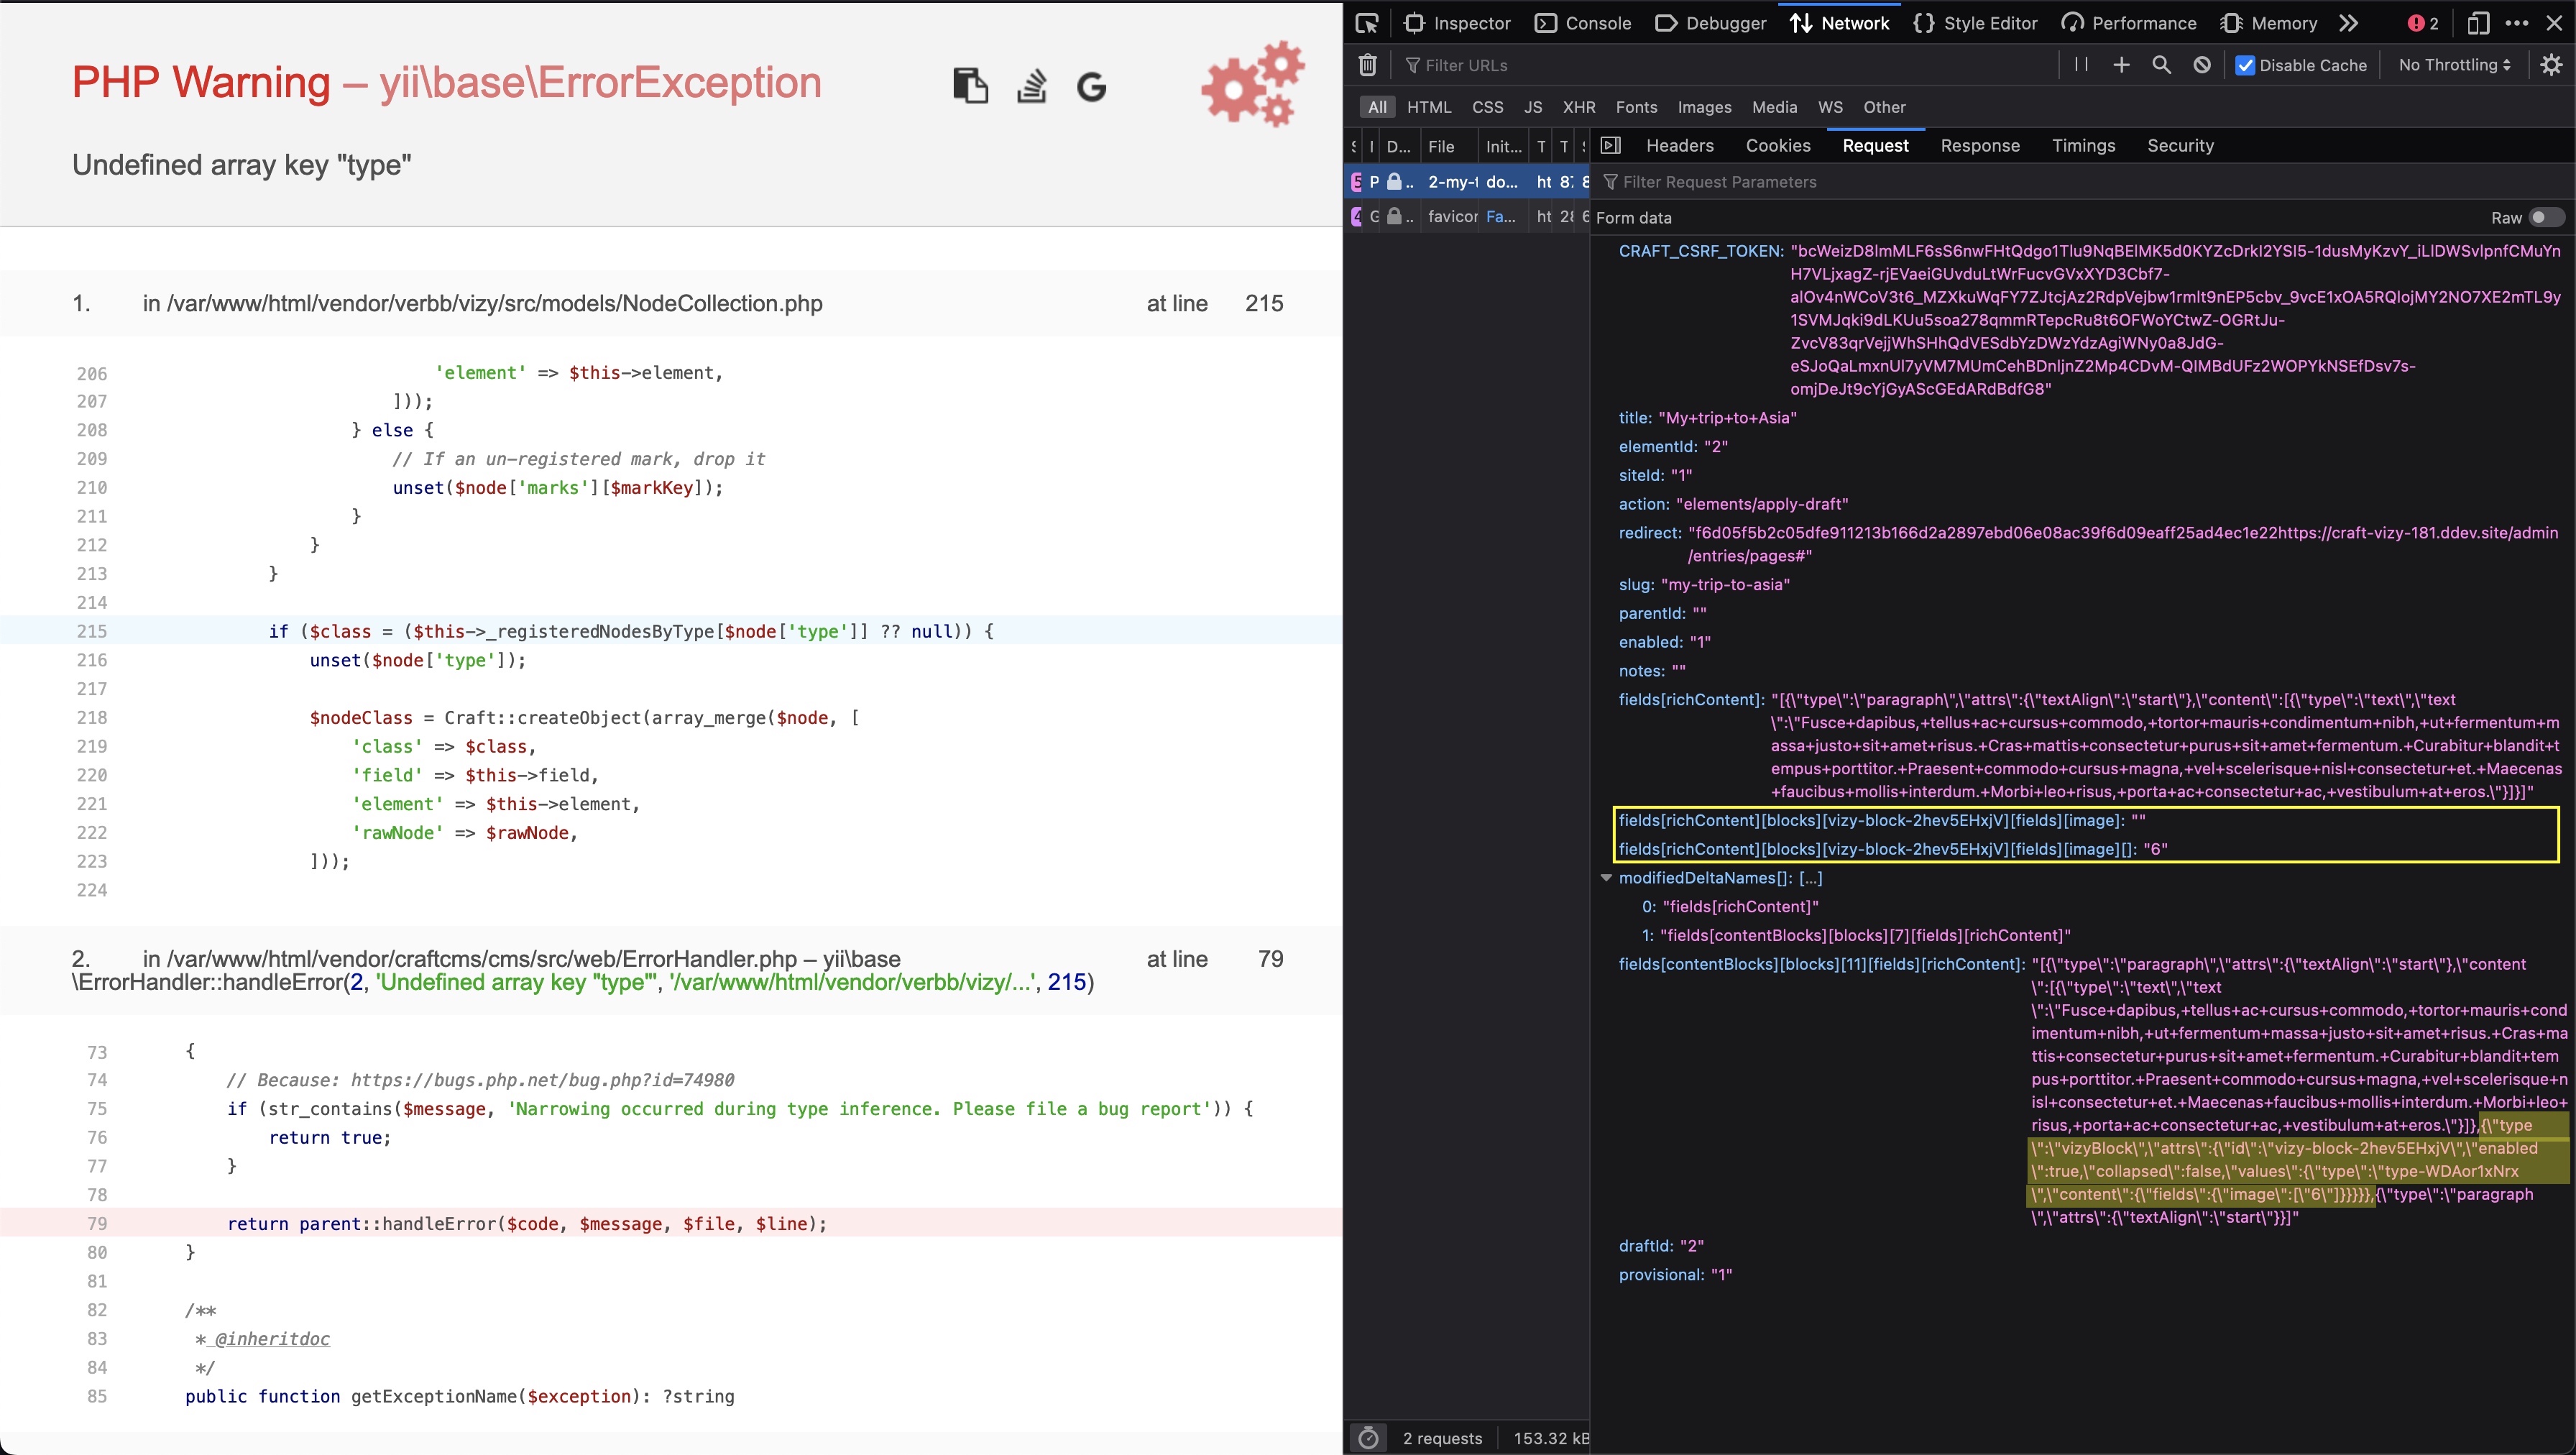 PHP Warning – yii\base\ErrorException
Undefined array key "type"
1. in /var/www/html/vendor/verbb/vizy/src/models/NodeCollection.php at line 215
206 'element' => $this->element,
207 ]));
208 } else {
209 // If an un-registered mark, drop it
210 unset($node['marks'][$markKey]);
211 }
212 }
213 }
214
215 if ($class = ($this->_registeredNodesByType[$node['type']] ?? null)) {
216 unset($node['type']);
217
218 $nodeClass = Craft::createObject(array_merge($node, [
219 'class' => $class,
220 'field' => $this->field,
221 'element' => $this->element,
222 'rawNode' => $rawNode,
223 ]));
224
2. in /var/www/html/vendor/craftcms/cms/src/web/ErrorHandler.php – yii\base at line 79
\ErrorHandler::handleError(2, 'Undefined array key "type"', '/var/www/html/vendor/verbb/vizy/...', 215)
73 {
74 // Because: https://bugs.php.net/bug.php?id=74980
75 if (str_contains($message, 'Narrowing occurred during type inference. Please file a bug report')) {
76 return true;
77 }
78
79 return parent::handleError($code, $message, $file, $line);
80 }
81
82 /**
83 * @inheritdoc
84 */
85 public function getExceptionName($exception): ?string
Inspector Console Debugger Network Style Editor Performance Memory 2
Filter URLs Disable Cache No Throttling
All HTML CSS JS XHR Fonts Images Media WS Other
D... File Init... T T
Headers Cookies Request Response Timings Security
5 P .. 2-my-t do... ht 87 8
4 G .. favicor Fa... ht 28 6
Filter Request Parameters
Form data Raw
CRAFT_CSRF_TOKEN:
title: "My+trip+to+Asia"
elementId: "2"
siteId: "1"
action: "elements/apply-draft"
redirect: "f6d05f5b2c05dfe911213b166d2a2897ebd06e08ac39f6d09eaff25ad4ec1e22https://craft-vizy-181.ddev.site/admin
/entries/pages#"
slug: "my-trip-to-asia"
parentId: ""
enabled: "1"
notes: ""
fields[richContent]: "[{\"type\":\"paragraph\",\"attrs\":{\"textAlign\":\"start\"},\"content\":[{\"type\":\"text\",\"text
\":\"Fusce+dapibus,+tellus+ac+cursus+commodo,+tortor+mauris+condimentum+nibh,+ut+fermentum+m
assa+justo+sit+amet+risus.+Cras+mattis+consectetur+purus+sit+amet+fermentum.+Curabitur+blandit+t
empus+porttitor.+Praesent+commodo+cursus+magna,+vel+scelerisque+nisl+consectetur+et.+Maecenas
+faucibus+mollis+interdum.+Morbi+leo+risus,+porta+ac+consectetur+ac,+vestibulum+at+eros.\"}]}]"
fields[richContent][blocks][vizy-block-2hev5EHxjV][fields][image]: ""
fields[richContent][blocks][vizy-block-2hev5EHxjV][fields][image][]: "6"
modifiedDeltaNames[]: [...]
0: "fields[richContent]"
1: "fields[contentBlocks][blocks][7][fields][richContent]"
fields[contentBlocks][blocks][11][fields][richContent]: "[{\"type\":\"paragraph\",\"attrs\":{\"textAlign\":\"start\"},\"content
\":[{\"type\":\"text\",\"text
\":\"Fusce+dapibus,+tellus+ac+cursus+commodo,+tortor+mauris+cond
imentum+nibh,+ut+fermentum+massa+justo+sit+amet+risus.+Cras+ma
ttis+consectetur+purus+sit+amet+fermentum.+Curabitur+blandit+tem
pus+porttitor.+Praesent+commodo+cursus+magna,+vel+scelerisque+n
isl+consectetur+et.+Maecenas+faucibus+mollis+interdum.+Morbi+leo+
risus,+porta+ac+consectetur+ac,+vestibulum+at+eros.\"}]},{\"type
\":\"vizyBlock\",\"attrs\":{\"id\":\"vizy-block-2hev5EHxjV\",\"enabled
\":true,\"collapsed\":false,\"values\":{\"type\":\"type-WDAor1xNrx
\",\"content\":{\"fields\":{\"image\":[\"6\"]}}}}},{\"type\":\"paragraph
\",\"attrs\":{\"textAlign\":\"start\"}}]"
draftId: "2"
provisional: "1"
2 requests 153.32 kB